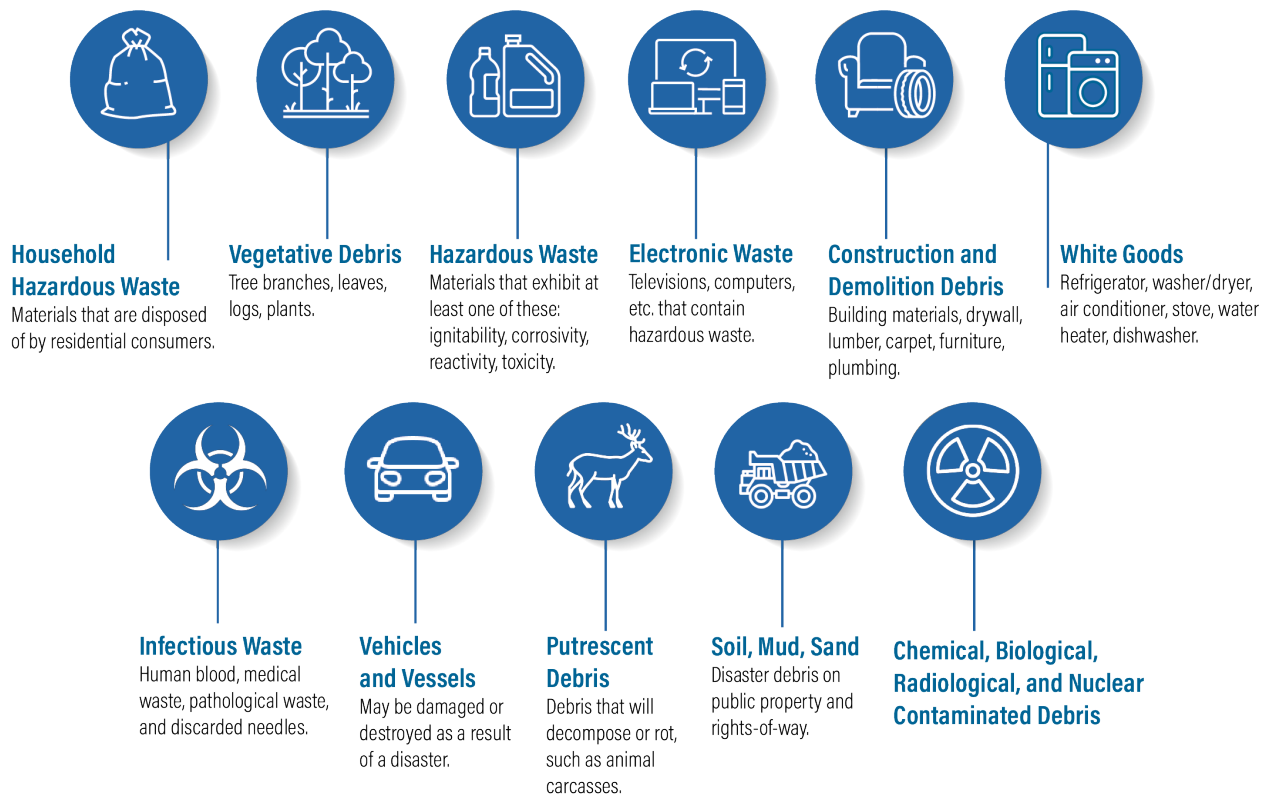 Household
Hazardous Waste
Materials that are disposed
of by residential consumers.
Vegetative Debris
Tree branches, leaves,
logs, plants.
Hazardous Waste
Materials that exhibit at
least one of these:
ignitability, corrosivity,
reactivity, toxicity.
Electronic Waste
Televisions, computers,
etc. that contain
hazardous waste.
Construction and
Demolition Debris
Building materials, drywall,
lumber, carpet, furniture,
plumbing.
White Goods
Refrigerator, washer/dryer,
air conditioner, stove, water
heater, dishwasher.
Infectious Waste
Human blood, medical
waste, pathological waste,
and discarded needles.
Vehicles
and Vessels
May be damaged or
destroyed as a result
of a disaster.
Putrescent
Debris
Debris that will
decompose or rot,
such as animal
carcasses.
Soil, Mud, Sand
Disaster debris on
public property and
rights-of-way.
Chemical, Biological,
Radiological, and Nuclear
Contaminated Debris